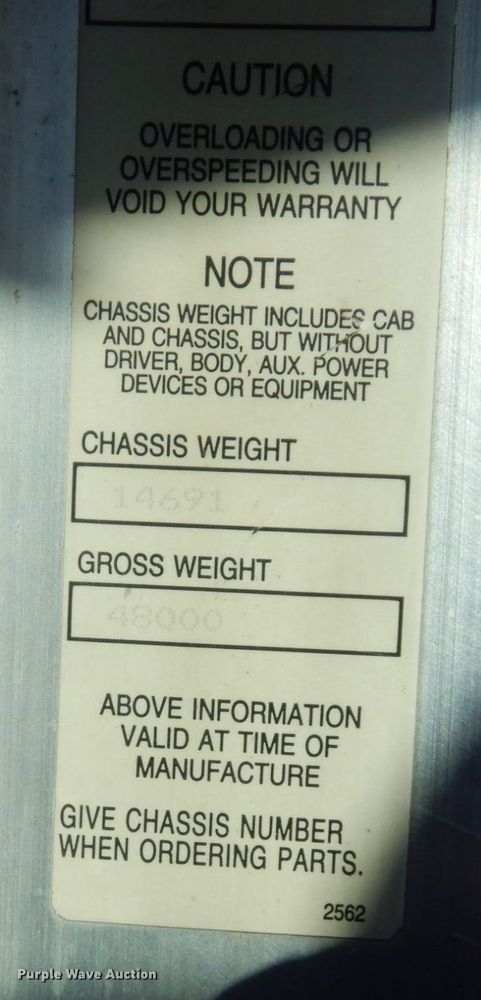 CAUTION
OVERLOADING OR
OVERSPEEDING WILL
VOID YOUR WARRANTY
NOTE
CHASSIS WEIGHT INCLUDES CAB
AND CHASSIS, BUT WITHOUT
DRIVER, BODY, AUX. POWER
DEVICES OR EQUIPMENT
CHASSIS WEIGHT
14691
GROSS WEIGHT
48000
ABOVE INFORMATION
VALID AT TIME OF
MANUFACTURE
GIVE CHASSIS NUMBER
WHEN ORDERING PARTS.
2562
Purple Wave Auction